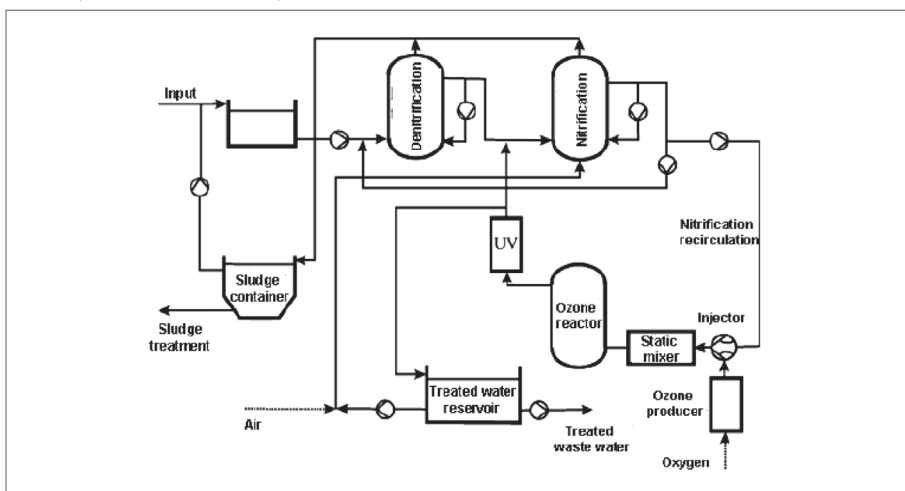 Input
Denitrification
Nitrification
Nitrification
recirculation
UV
Sludge
container
Sludge
treatment
Ozone
reactor
Injector
Static
mixer
Treated water
reservoir
Ozone
producer
Air
Treated
waste water
Oxygen